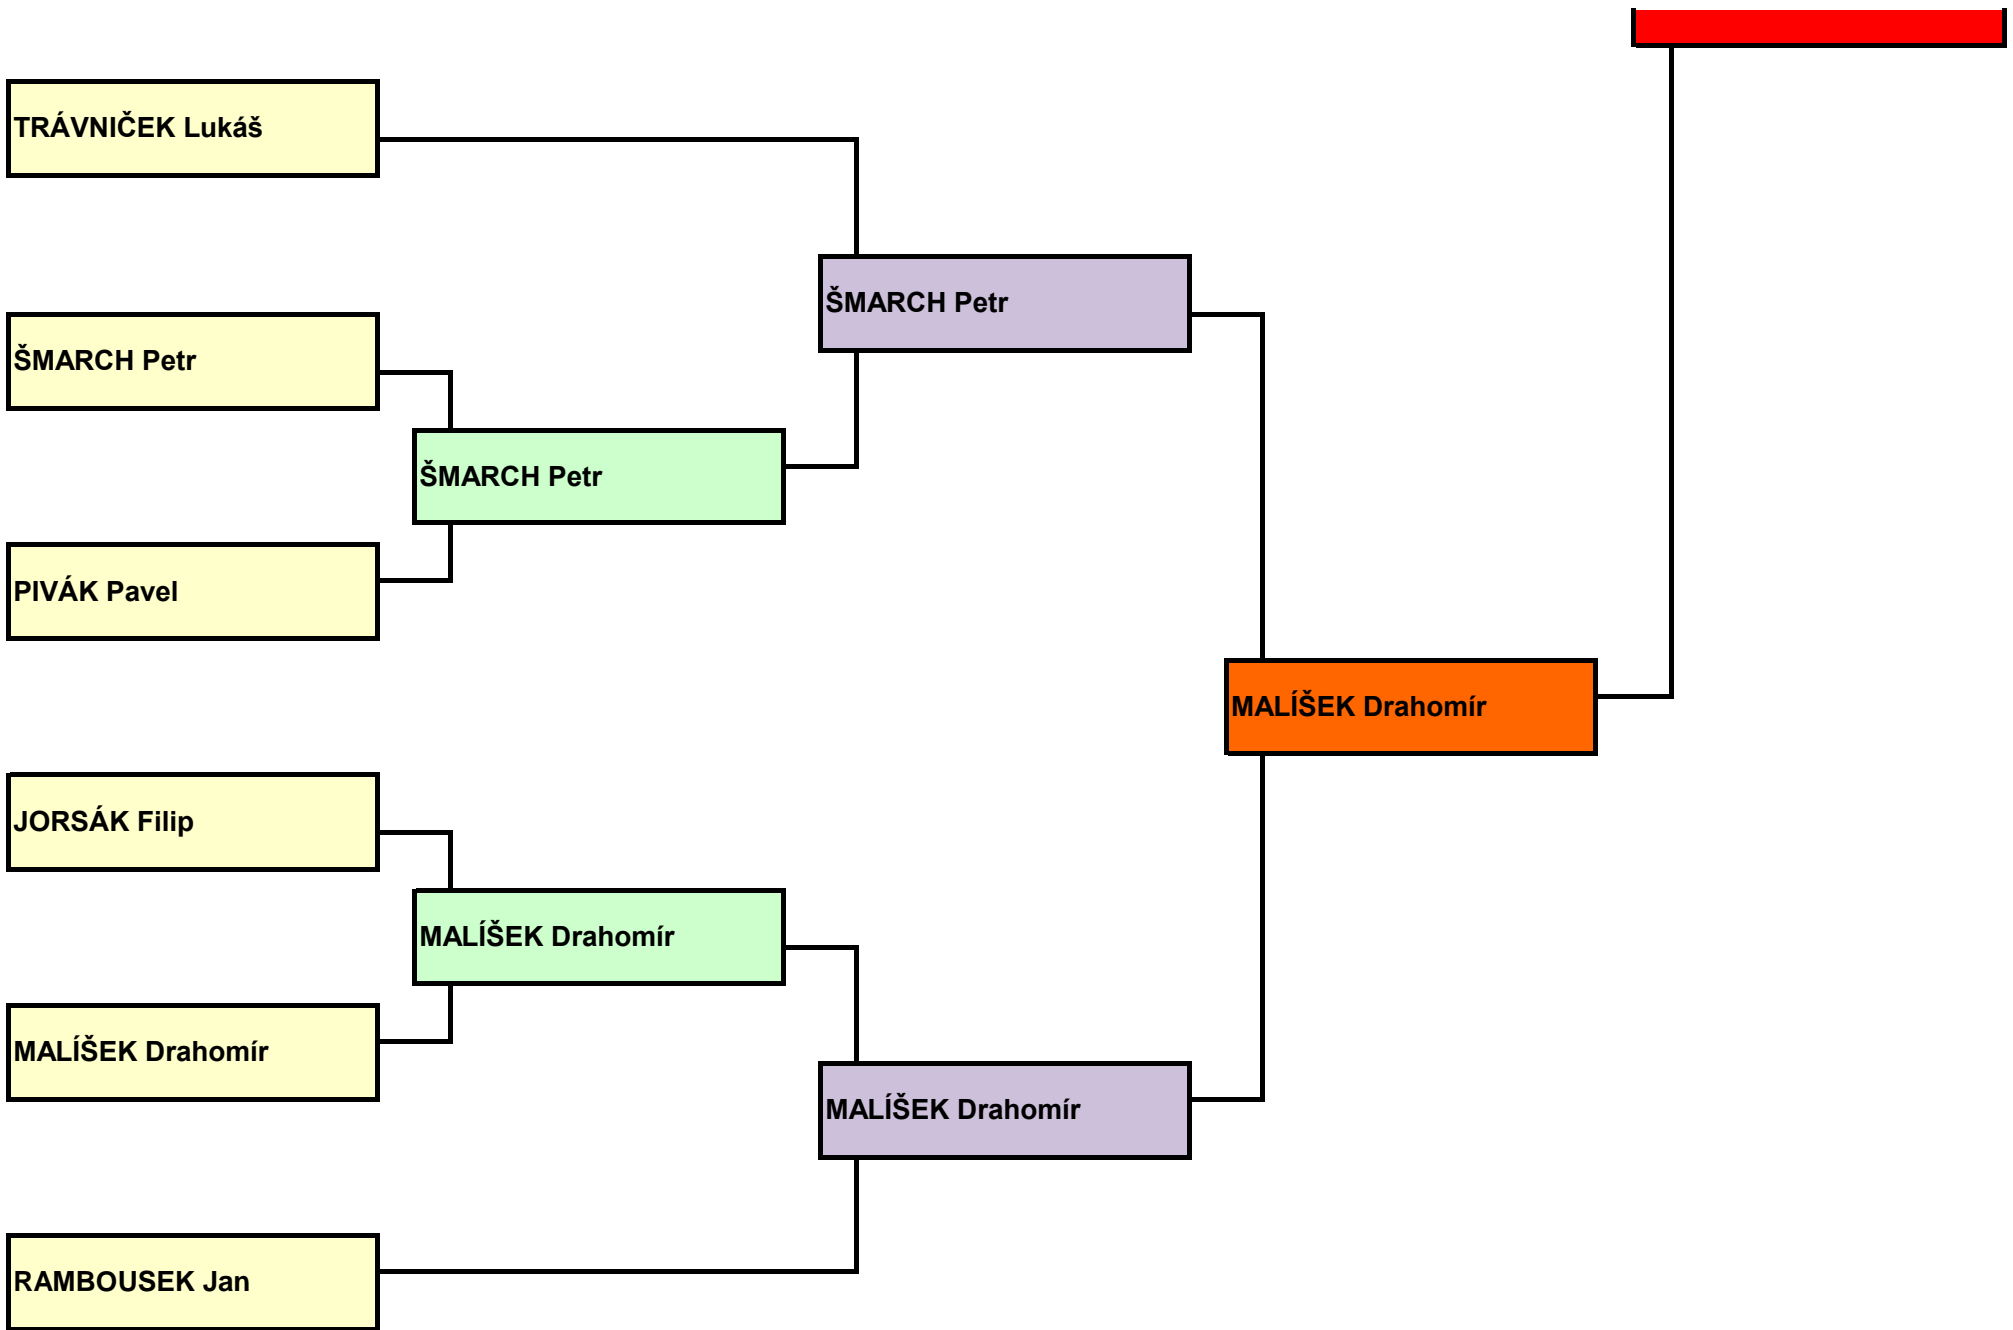 TRÁVNIČEK Lukáš
ŠMARCH Petr
ŠMARCH Petr
ŠMARCH Petr
PIVÁK Pavel
MALÍŠEK Drahomír
JORSÁK Filip
MALÍŠEK Drahomír
MALÍŠEK Drahomír
MALÍŠEK Drahomír
RAMBOUSEK Jan